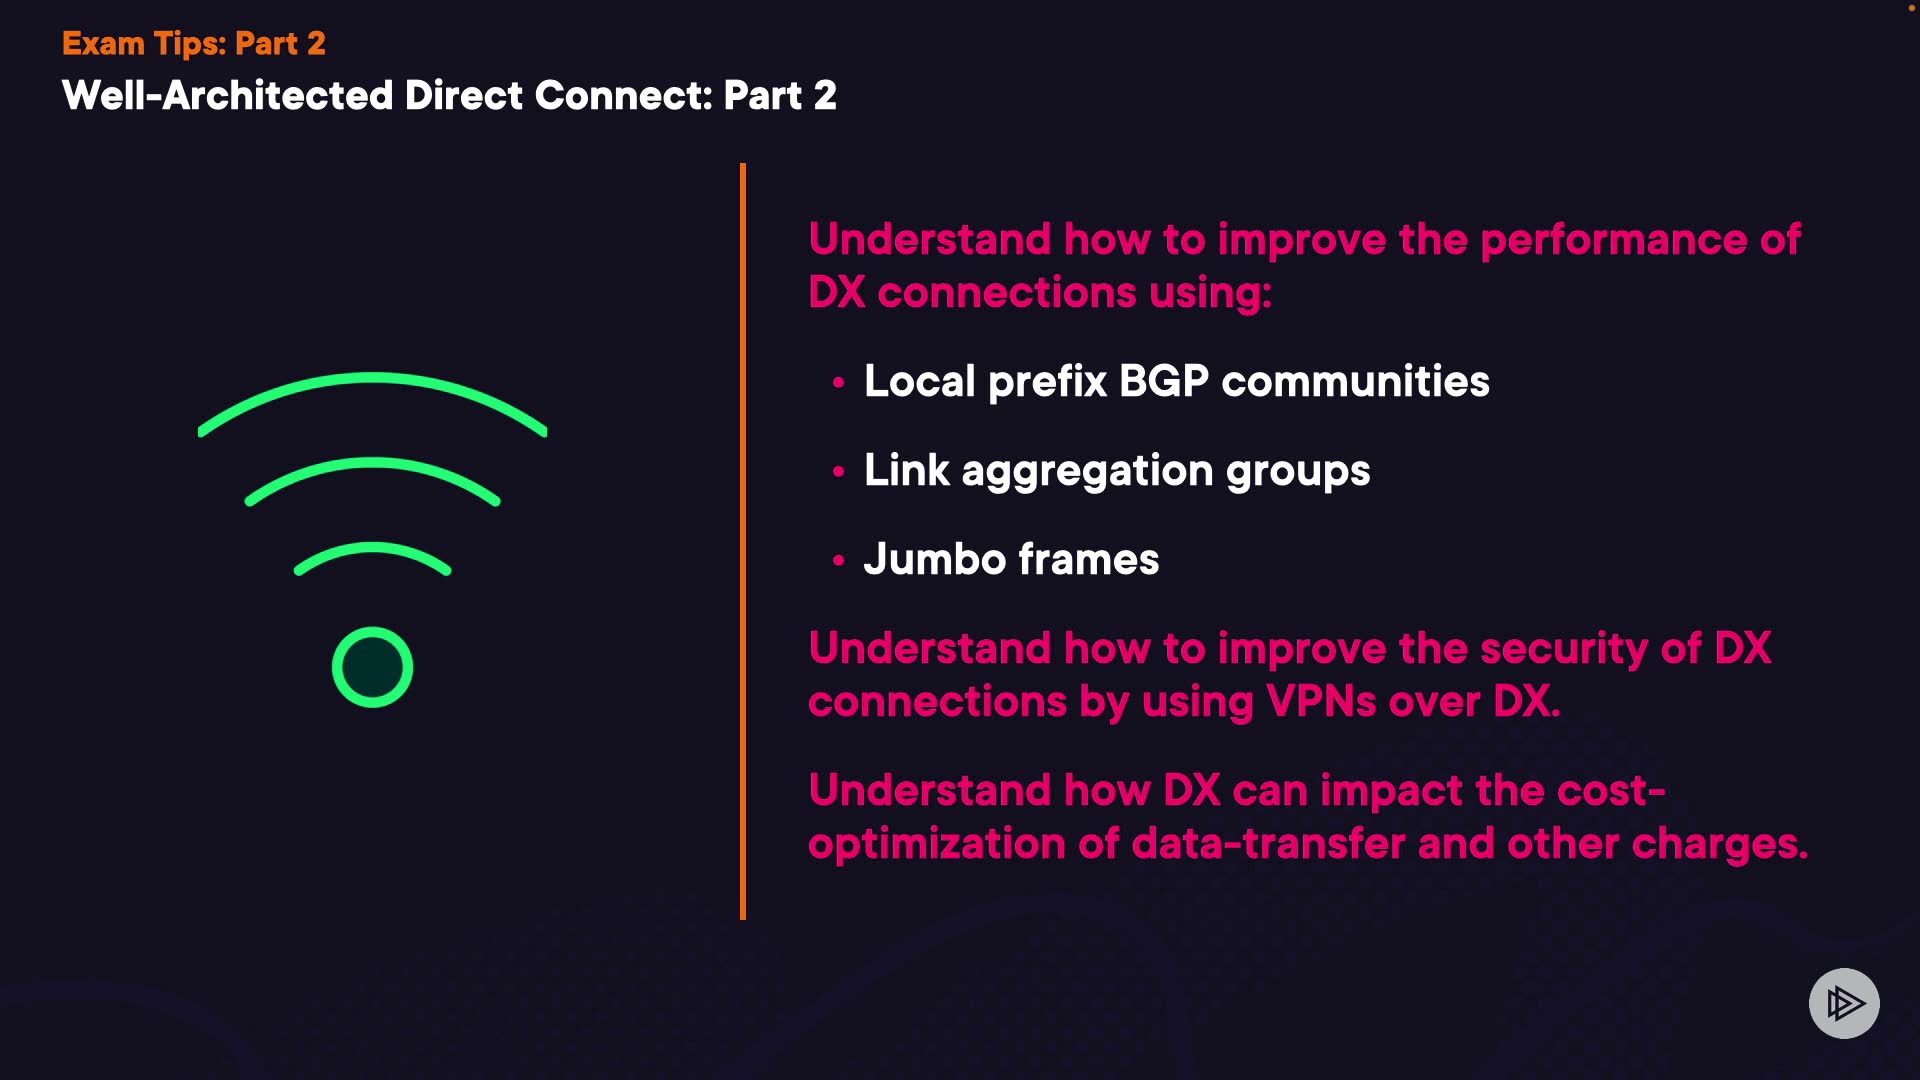 Exam Tips: Part 2
Well-Architected Direct Connect: Part 2
Understand how to improve the performance of
DX connections using:
• Local prefix BGP communities
• Link aggregation groups
• Jumbo frames
Understand how to improve the security of DX
connections by using VPNs over DX.
Understand how DX can impact the cost-
optimization of data-transfer and other charges.